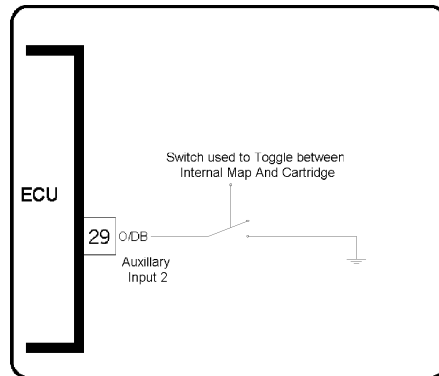 Switch used to Toggle between
Internal Map And Cartridge
ECU
29 O/DB
Auxillary
Input 2